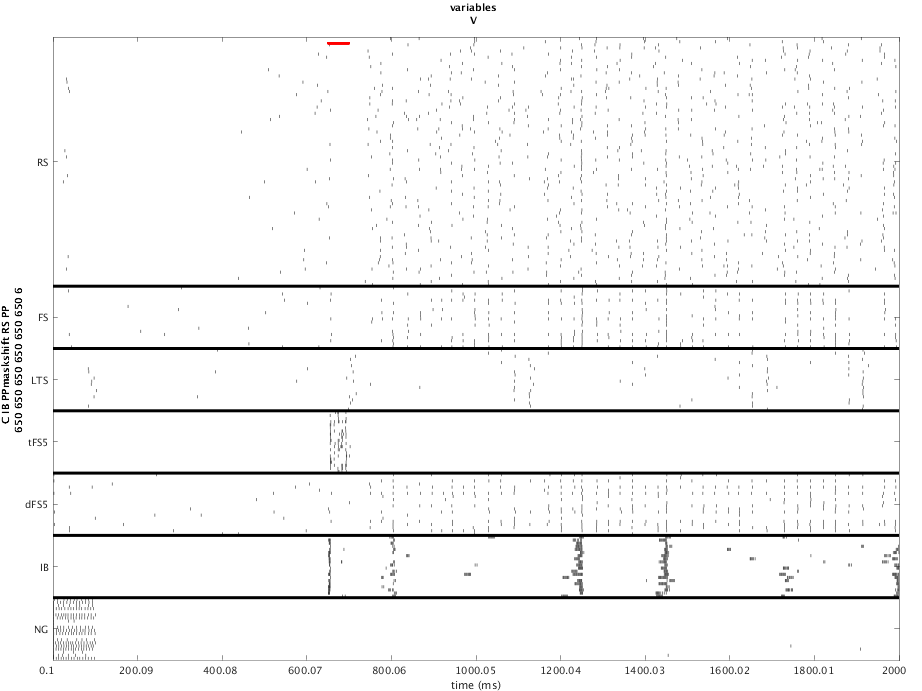 variables
V
C IB PPmaskshift RS PP
650 650 650 650 650 650 650 6
RS
FS
LTS
tFS5
dFS5
IB
NG
0.1 200.09 400.08 600.07 800.06 1000.05 1200.04 1400.03 1600.02 1800.01 2000
time (ms)